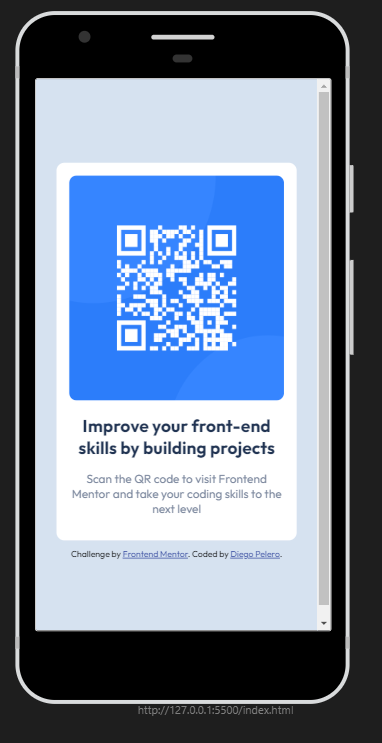 Improve your front-end
skills by building projects
Scan the QR code to visit Frontend
Mentor and take your coding skills to the
next level
Challenge by Frontend Mentor. Coded by Diego Pelero.
http://127.0.0.1:5500/index.html